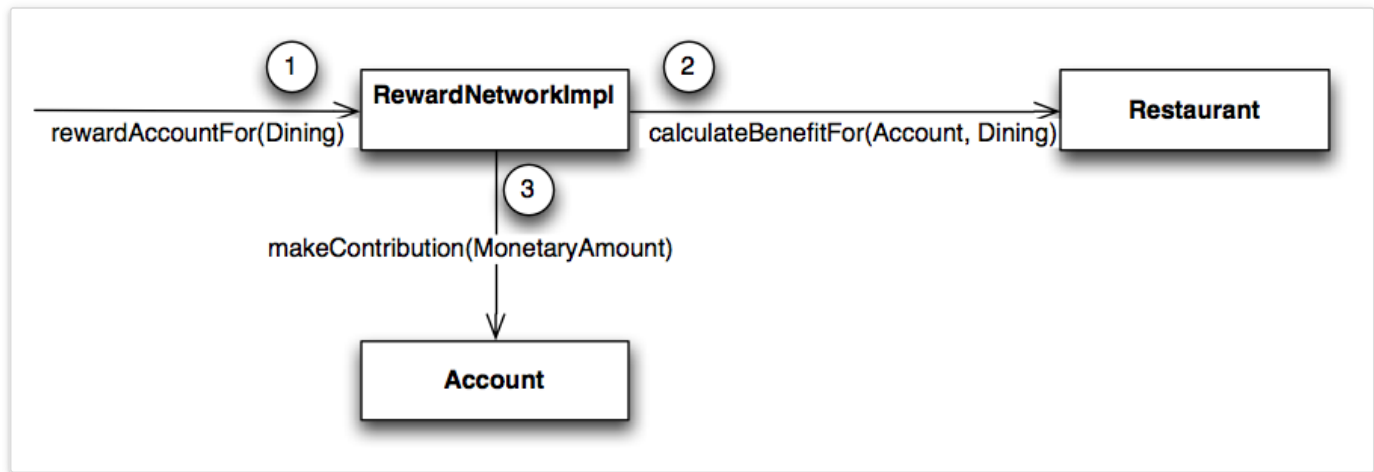 1
2
RewardNetworkImpl
Restaurant
rewardAccountFor(Dining)
calculateBenefitFor(Account, Dining)
3
makeContribution(MonetaryAmount)
Account